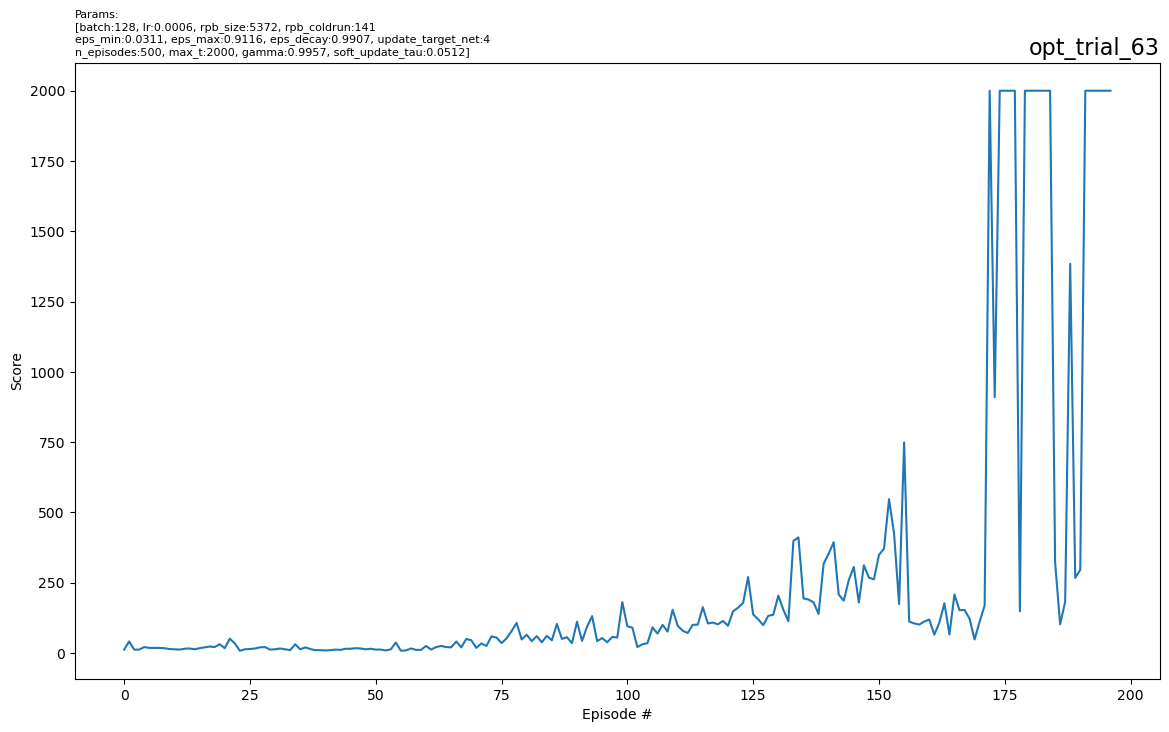 Params:
[batch:128, lr:0.0006, rpb_size:5372, rpb_coldrun:141
eps_min:0.0311, eps_max:0.9116, eps_decay:0.9907, update_target_net:4
n_episodes:500, max_t:2000, gamma:0.9957, soft_update_tau:0.0512]
opt_trial_63
2000
1750
1500
1250
1000
750
500
250
0
Score
0 25 50 75 100 125 150 175 200
Episode #